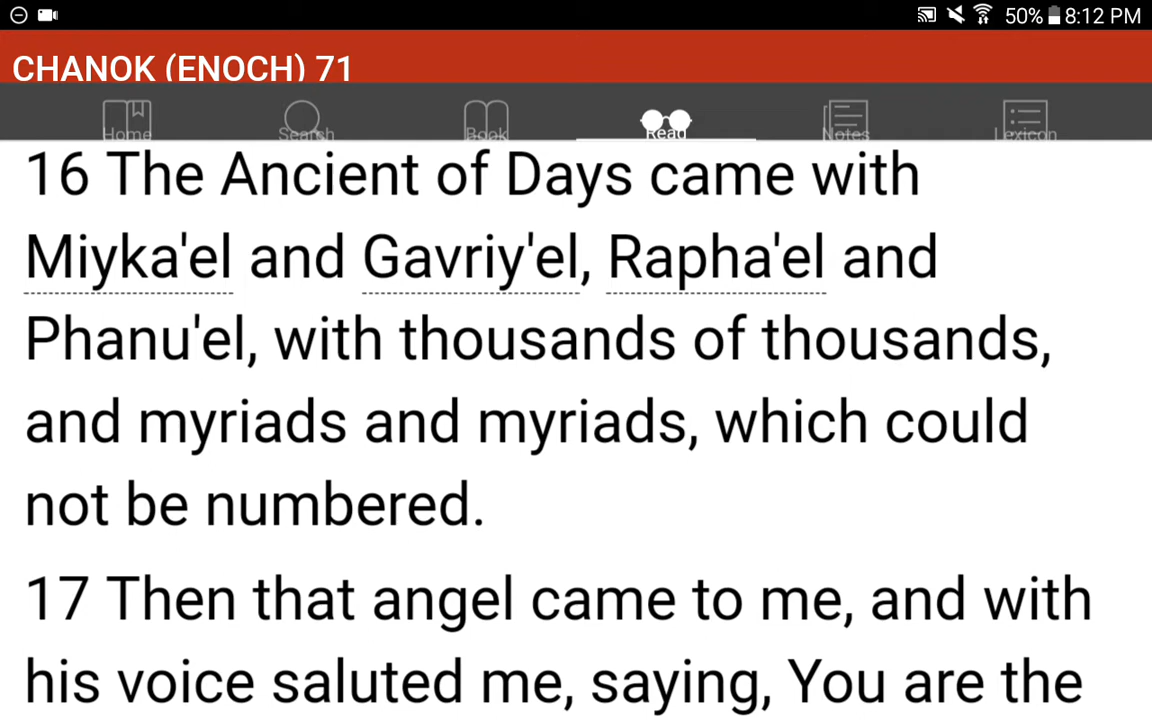 50% 8:12 PM
CHANOK (ENOCH) 71
Home Search Book Read Notes Lexicon
16 The Ancient of Days came with
Miyka'el and Gavriy'el, Rapha'el and
Phanu'el, with thousands of thousands,
and myriads and myriads, which could
not be numbered.
17 Then that angel came to me, and with
his voice saluted me, saying, You are the